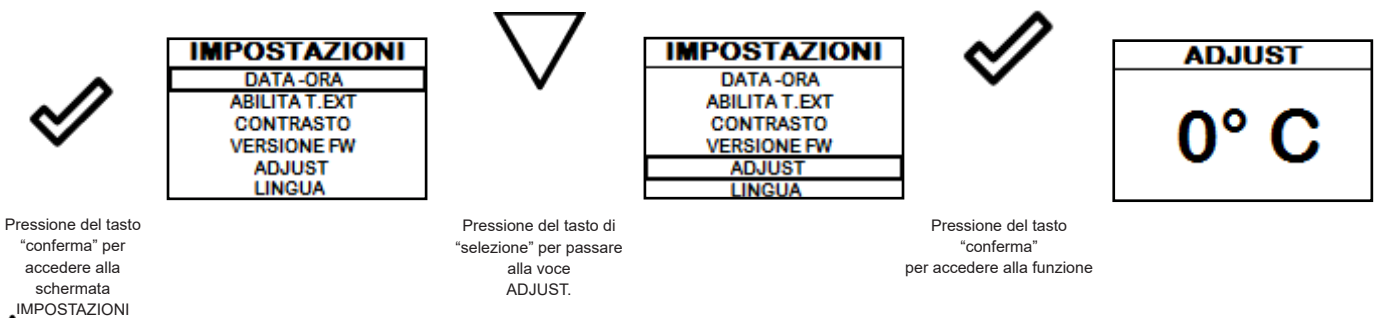 IMPOSTAZIONI
DATA-ORA
ABILITA T.EXT
CONTRASTO
VERSIONE FW
ADJUST
LINGUA
IMPOSTAZIONI
DATA-ORA
ABILITA T.EXT
CONTRASTO
VERSIONE FW
ADJUST
LINGUA
ADJUST
0° C
Pressione del tasto
“conferma” per
accedere alla
schermata
IMPOSTAZIONI
Pressione del tasto di
“selezione” per passare
alla voce
ADJUST.
Pressione del tasto
“conferma”
per accedere alla funzione